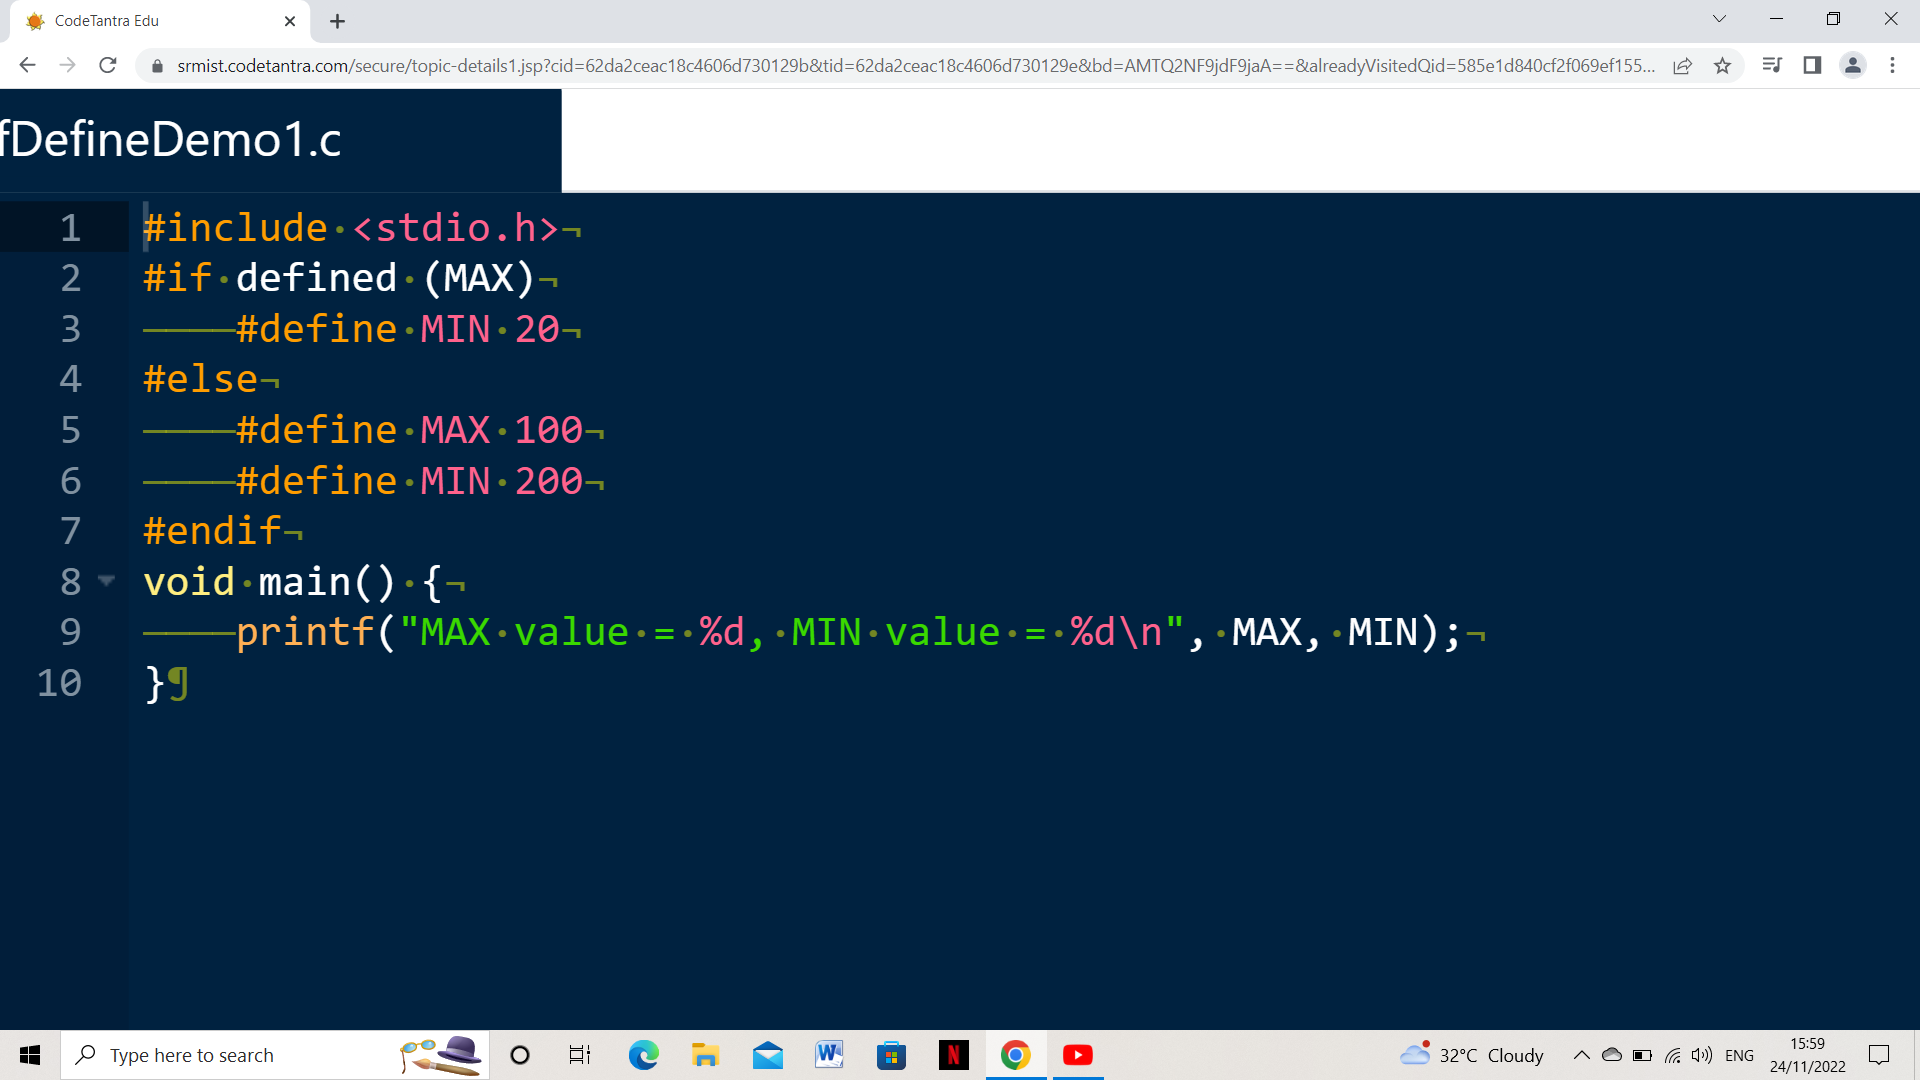 CodeTantra Edu
srmist.codetantra.com/secure/topic-details1.jsp?cid=62da2ceac18c4606d730129b&tid=62da2ceac18c4606d730129e&bd=AMTQ2NF9jdF9jaA==&alreadyVisitedQid=585e1d840cf2f069ef155...
fDefineDemo1.c
1 #include <stdio.h>
2 #if defined (MAX)
3 #define MIN 20
4 #else
5 #define MAX 100
6 #define MIN 200
7 #endif
8 void main() {
9 printf("MAX value = %d, MIN value = %d\n", MAX, MIN);
10 }
Type here to search
32°C Cloudy
ENG
15:59
24/11/2022